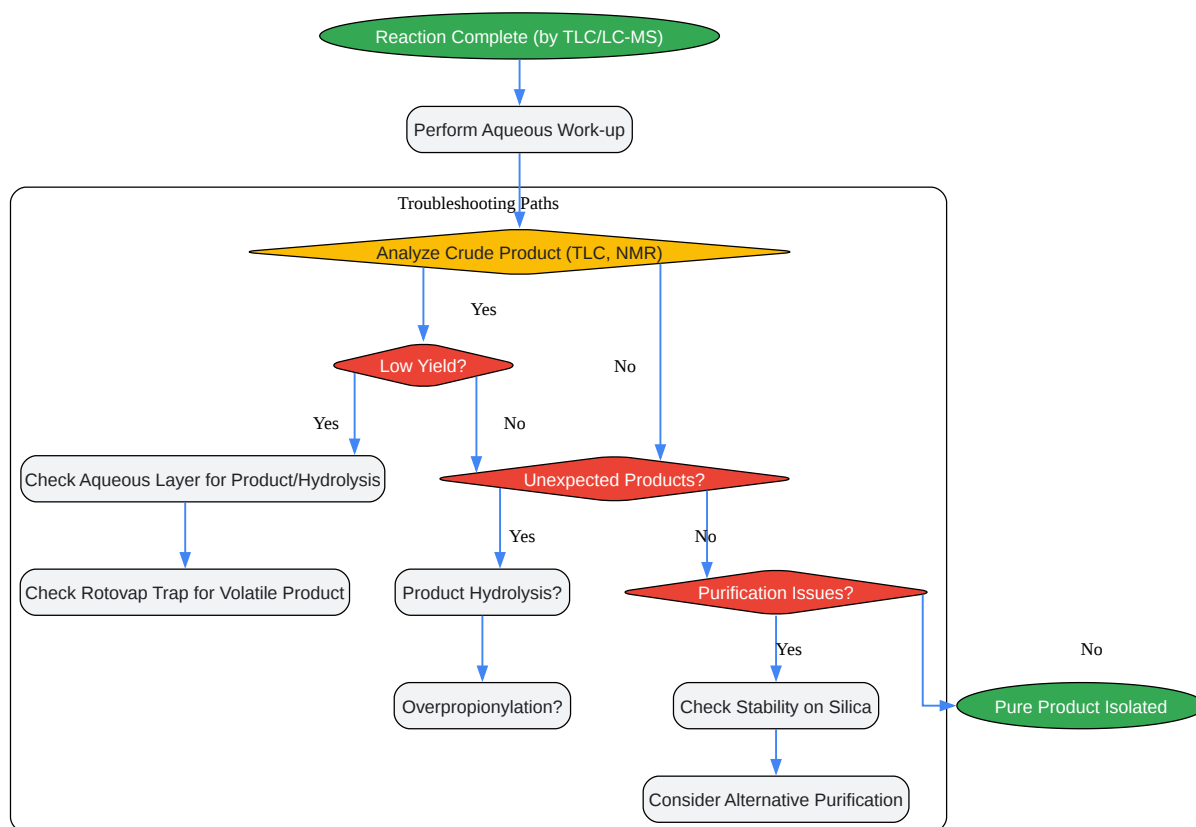 Reaction Complete (by TLC/LC-MS)
Perform Aqueous Work-up
Troubleshooting Paths
Analyze Crude Product (TLC, NMR)
Yes
Low Yield?
No
Yes
No
Check Aqueous Layer for Product/Hydrolysis
Unexpected Products?
Yes
No
Check Rotovap Trap for Volatile Product
Product Hydrolysis?
Purification Issues?
Yes
No
Overpropionylation?
Check Stability on Silica
Pure Product Isolated
Consider Alternative Purification